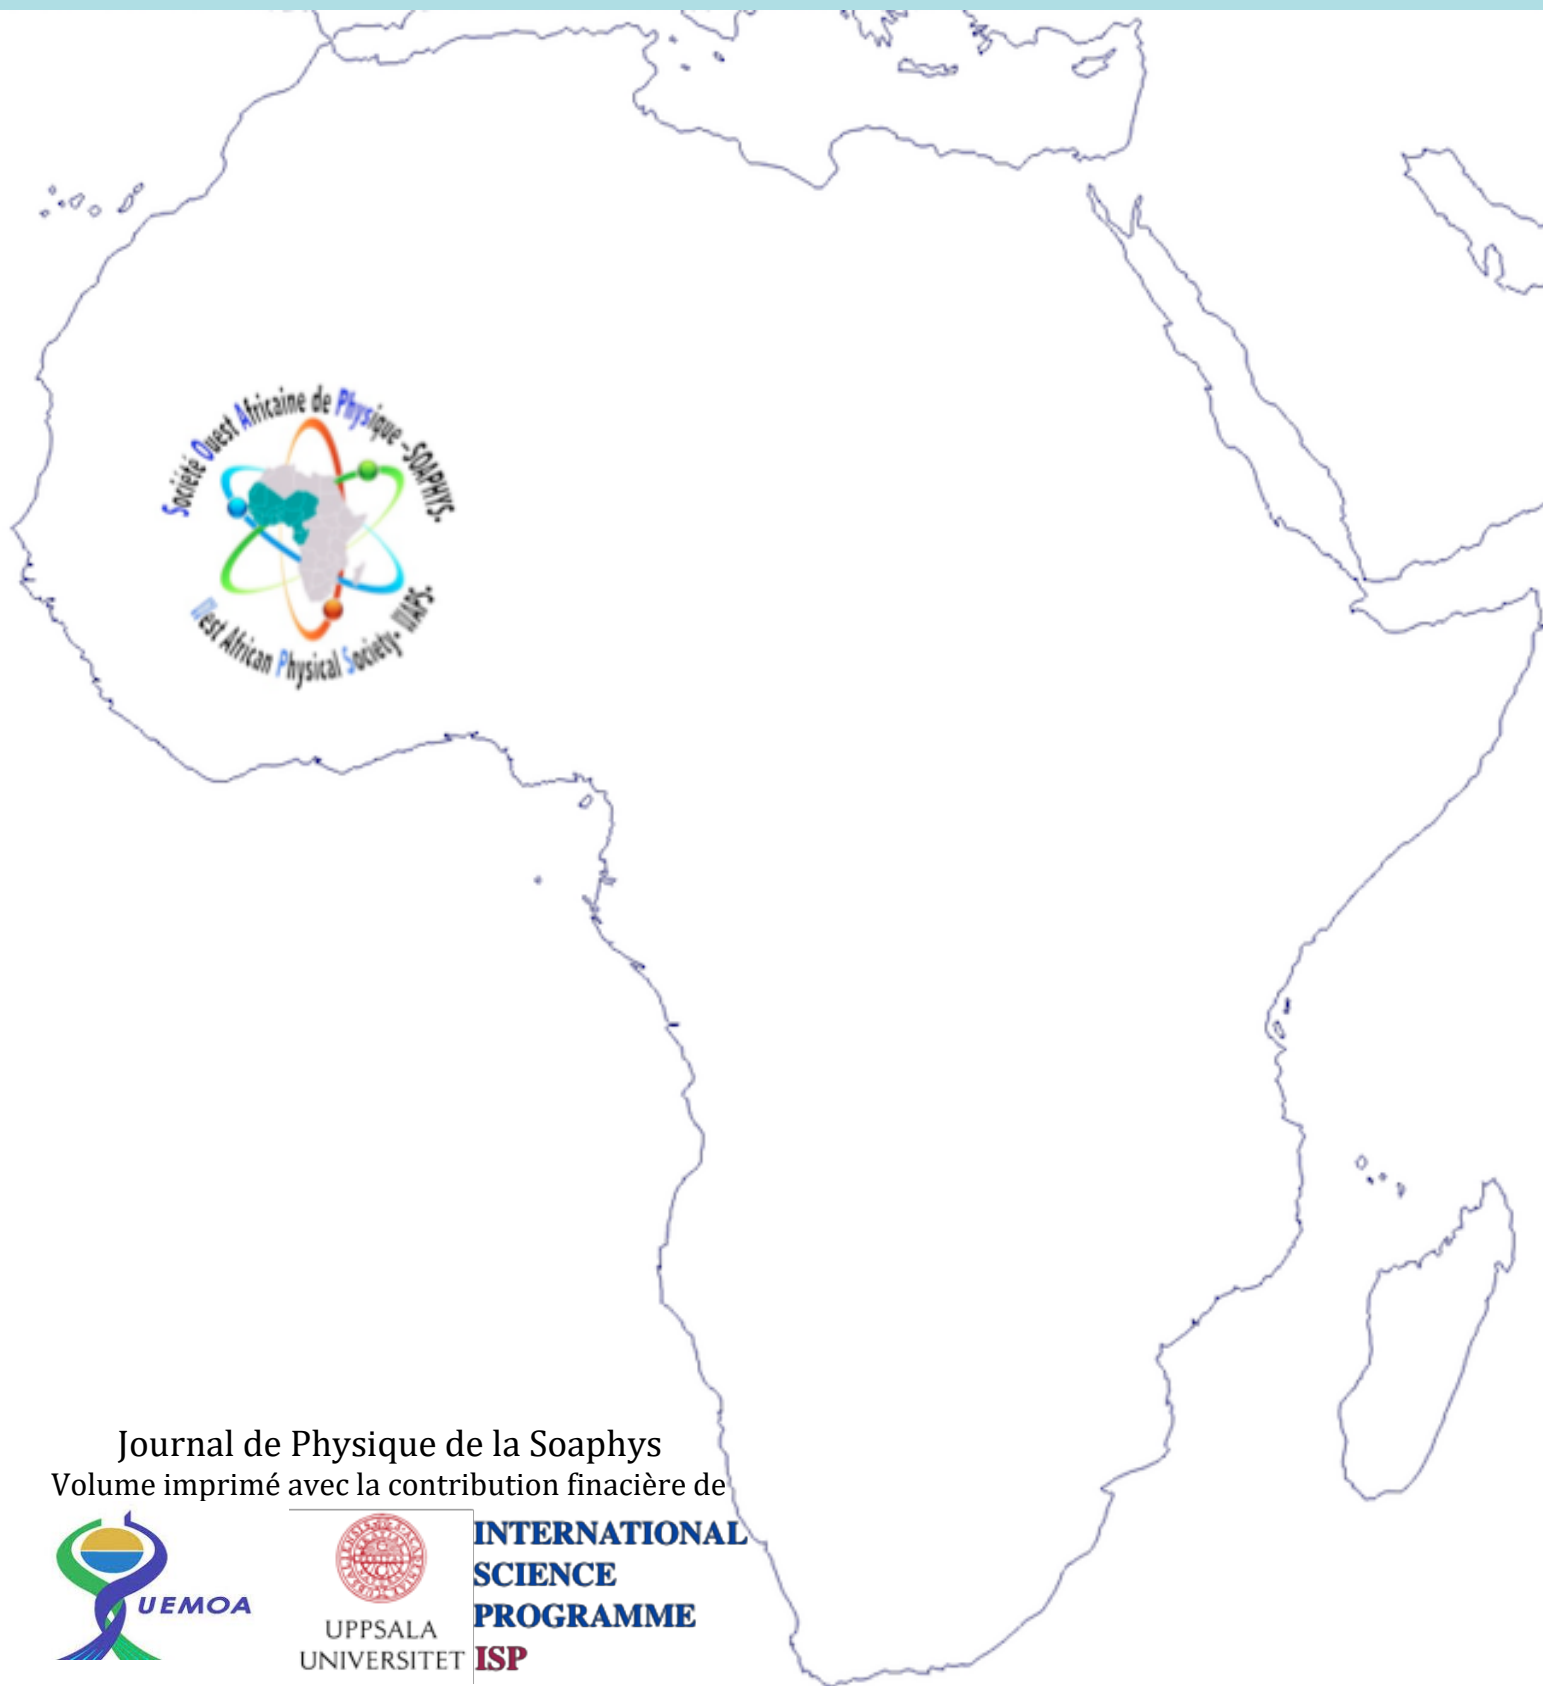 Société Ouest Africaine de Physique -SOAPHYS-
West African Physical Society- WAPS-
Journal de Physique de la Soaphys
Volume imprimé avec la contribution finacière de
UEMOA
UPPSALA
UNIVERSITET
INTERNATIONAL
SCIENCE
PROGRAMME
ISP